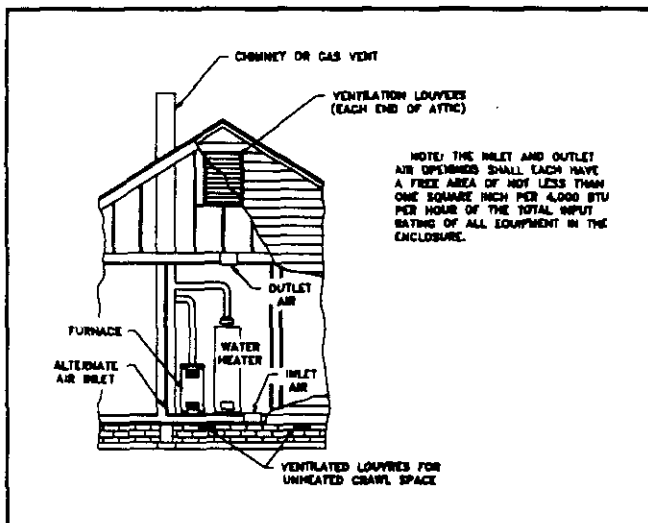 CHIMNEY OR GAS VENT
VENTILATION LOUVERS
(EACH END OF ATTIC)
NOTE: THE INLET AND OUTLET
AIR OPENINGS SHALL EACH HAVE
A FREE AREA OF NOT LESS THAN
ONE SQUARE INCH PER 4,000 BTU
PER HOUR OF THE TOTAL INPUT
RATING OF ALL EQUIPMENT IN THE
ENCLOSURE.
OUTLET
AIR
FURNACE
WATER
HEATER
ALTERNATE
AIR INLET
INLET
AIR
VENTILATED LOUVRES FOR
UNHEATED CRAWL SPACE